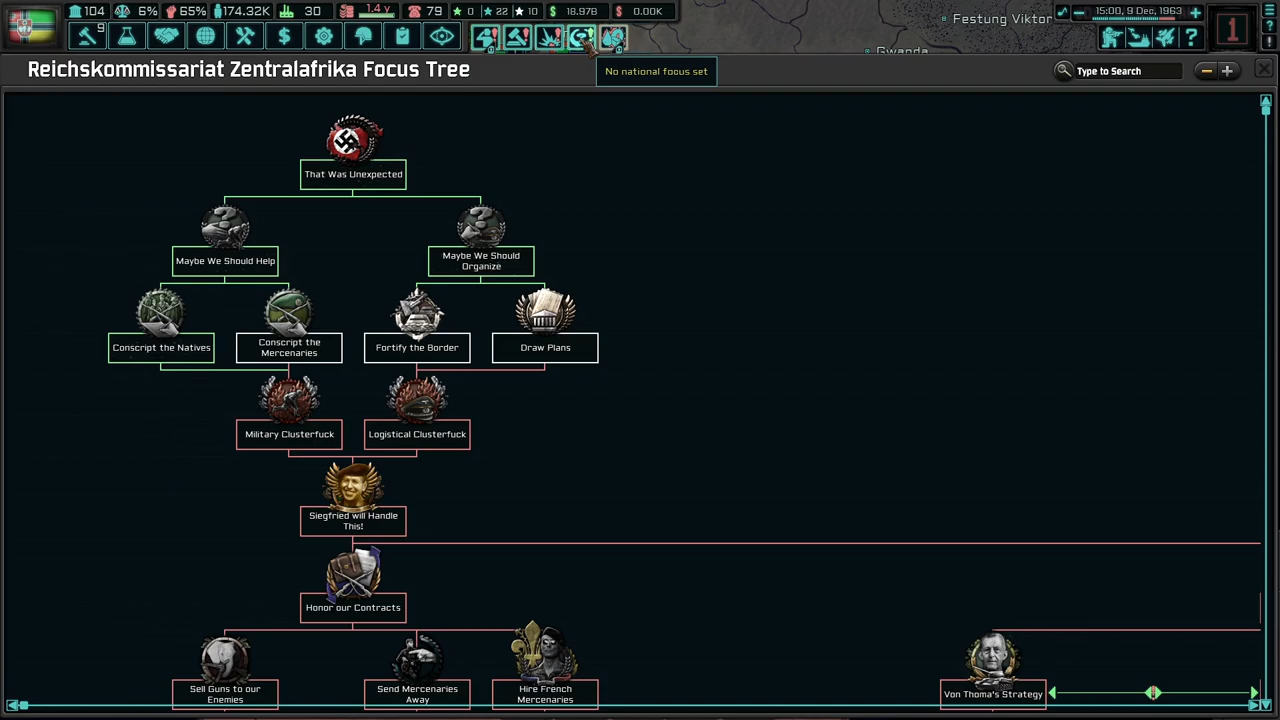 104 6% 65% 174.32K 30 1.4 y 79 0 22 10 $ 18.97B $ 0.00K
Festung Viktor
15:00, 9 Dec, 1963
1
9
Gwanda
Reichskommissariat Zentralafrika Focus Tree
No national focus set
Type to Search
That Was Unexpected
Maybe We Should Help
Maybe We Should
Organize
Conscript the Natives
Conscript the
Mercenaries
Fortify the Border
Draw Plans
Military Clusterfuck
Logistical Clusterfuck
Siegfried will Handle
This!
Honor our Contracts
Sell Guns to our
Enemies
Send Mercenaries
Away
Hire French
Mercenaries
Von Thoma's Strategy